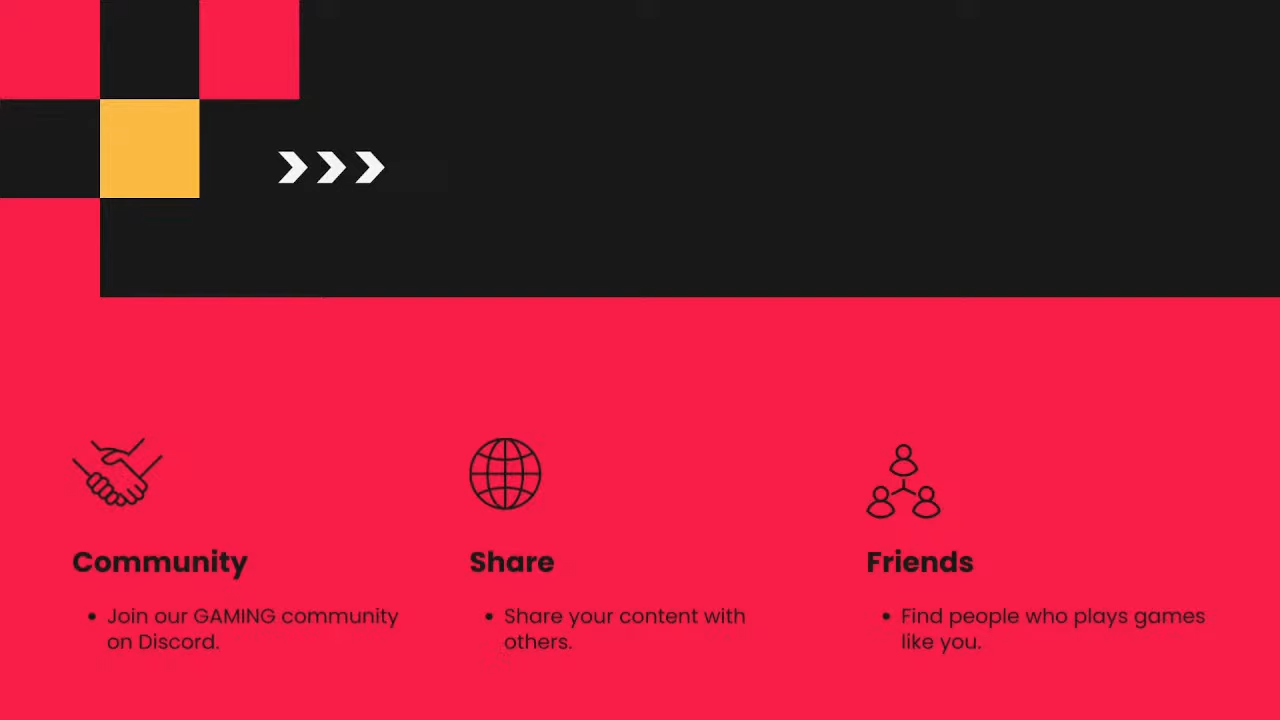 Community
Join our GAMING community
on Discord.
Share
Share your content with
others.
Friends
Find people who plays games
like you.